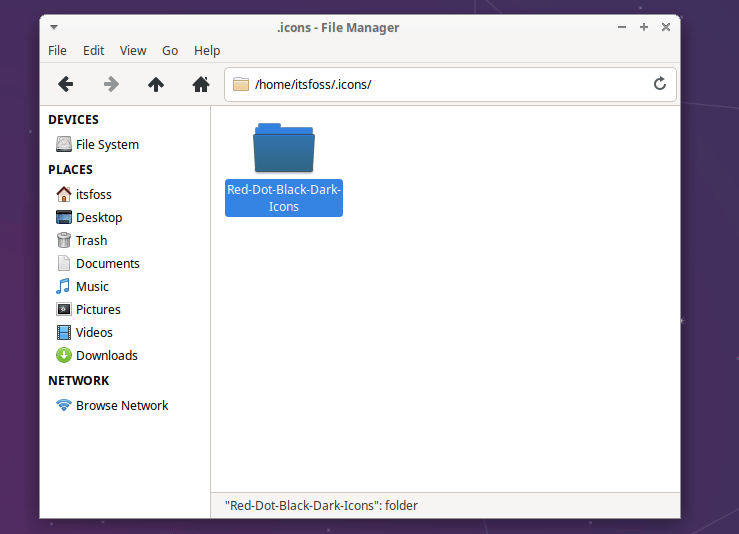 .icons - File Manager
File Edit View Go Help
/home/itsfoss/.icons/
DEVICES
File System
PLACES
itsfoss
Desktop
Trash
Documents
Music
Pictures
Videos
Downloads
NETWORK
Browse Network
Red-Dot-Black-Dark-
Icons
"Red-Dot-Black-Dark-Icons": folder